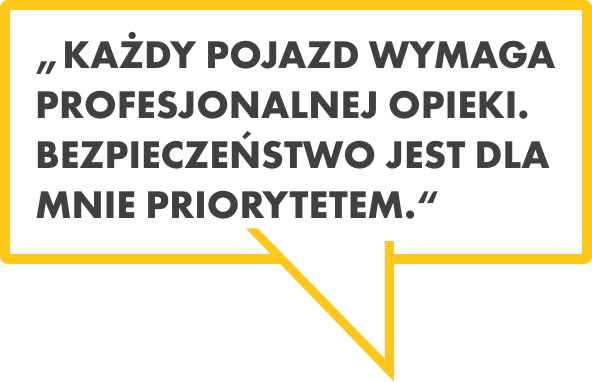 „KAŻDY POJAZD WYMAGA
PROFESJONALNEJ OPIEKI.
BEZPIECZEŃSTWO JEST DLA
MNIE PRIORYTETEM.“